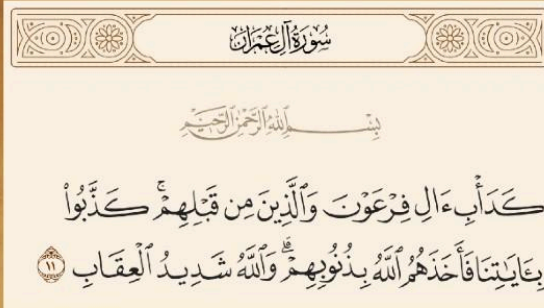 سُورَةُ آلِ عِمۡرَانَ
بِسۡمِ ٱللَّهِ ٱلرَّحۡمَٰنِ ٱلرَّحِيمِ
كَدَأۡبِ ءَالِ فِرۡعَوۡنَ وَٱلَّذِينَ مِن قَبۡلِهِمۡۚ كَذَّبُواْ
بِـَٔايَٰتِنَا فَأَخَذَهُمُ ٱللَّهُ بِذُنُوبِهِمۡۗ وَٱللَّهُ شَدِيدُ ٱلۡعِقَابِ ١١